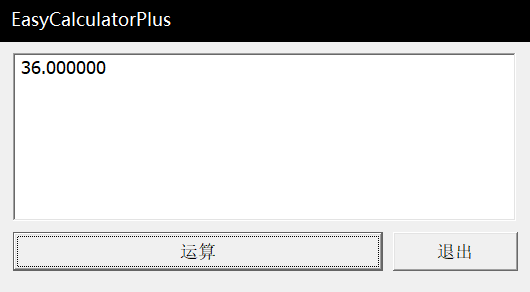 EasyCalculatorPlus
36.000000
运算
退出